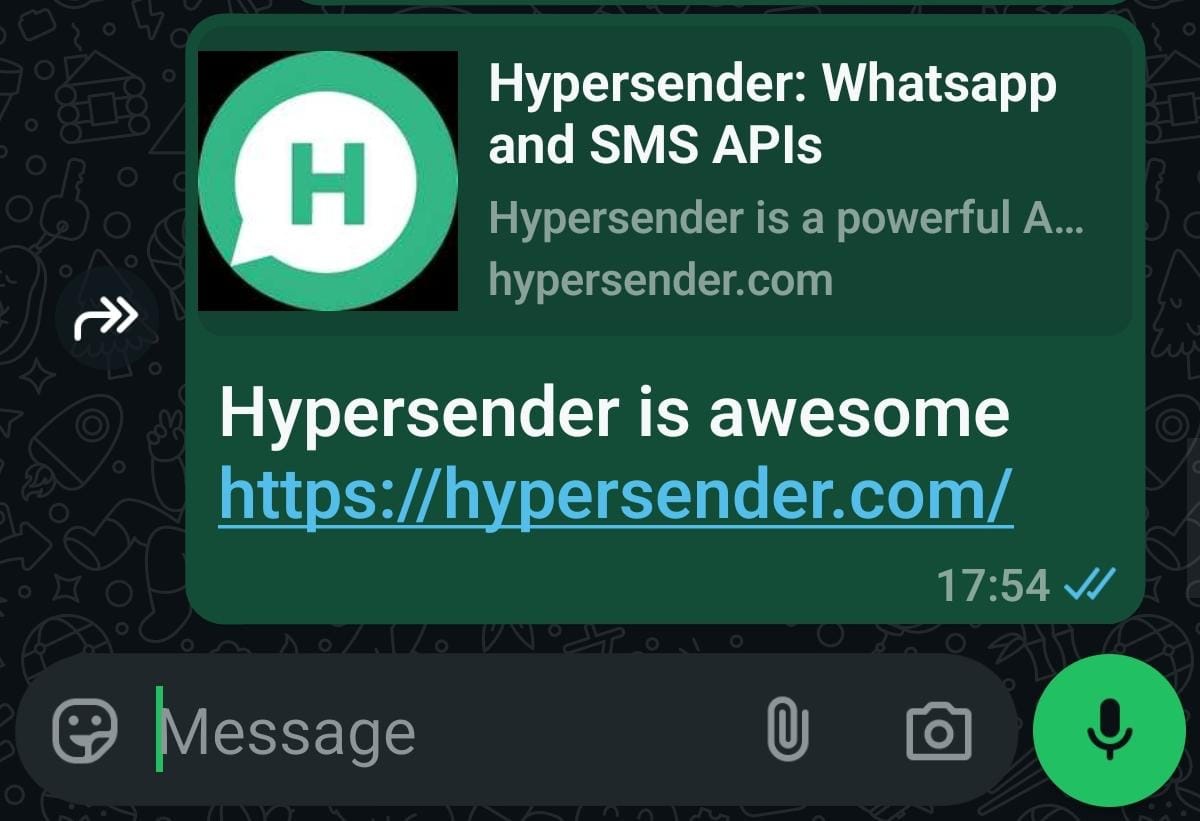 H
Hypersender: Whatsapp
and SMS APIs
Hypersender is a powerful A...
hypersender.com
Hypersender is awesome
https://hypersender.com/
17:54
Message